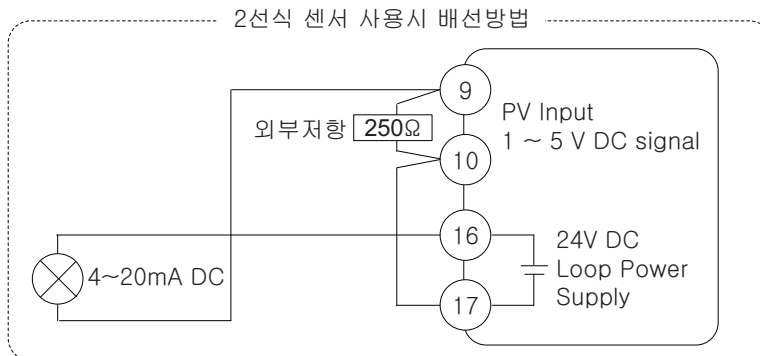 2선식 센서 사용시 배선방법
9
PV Input
1 ~ 5 V DC signal
외부저항 250Ω
10
16
24V DC
Loop Power
Supply
4~20mA DC
17